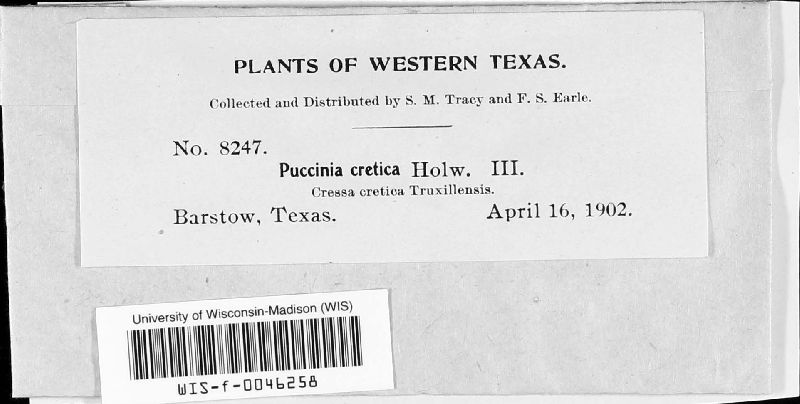 PLANTS OF WESTERN TEXAS.
Collected and Distributed by S. M. Tracy and F. S. Earle.
No. 8247.
Puccinia cretica Holw. III.
Cressa cretica Truxillensis.
Barstow, Texas. April 16, 1902.
University of Wisconsin-Madison (WIS)
WIS-f-0046258